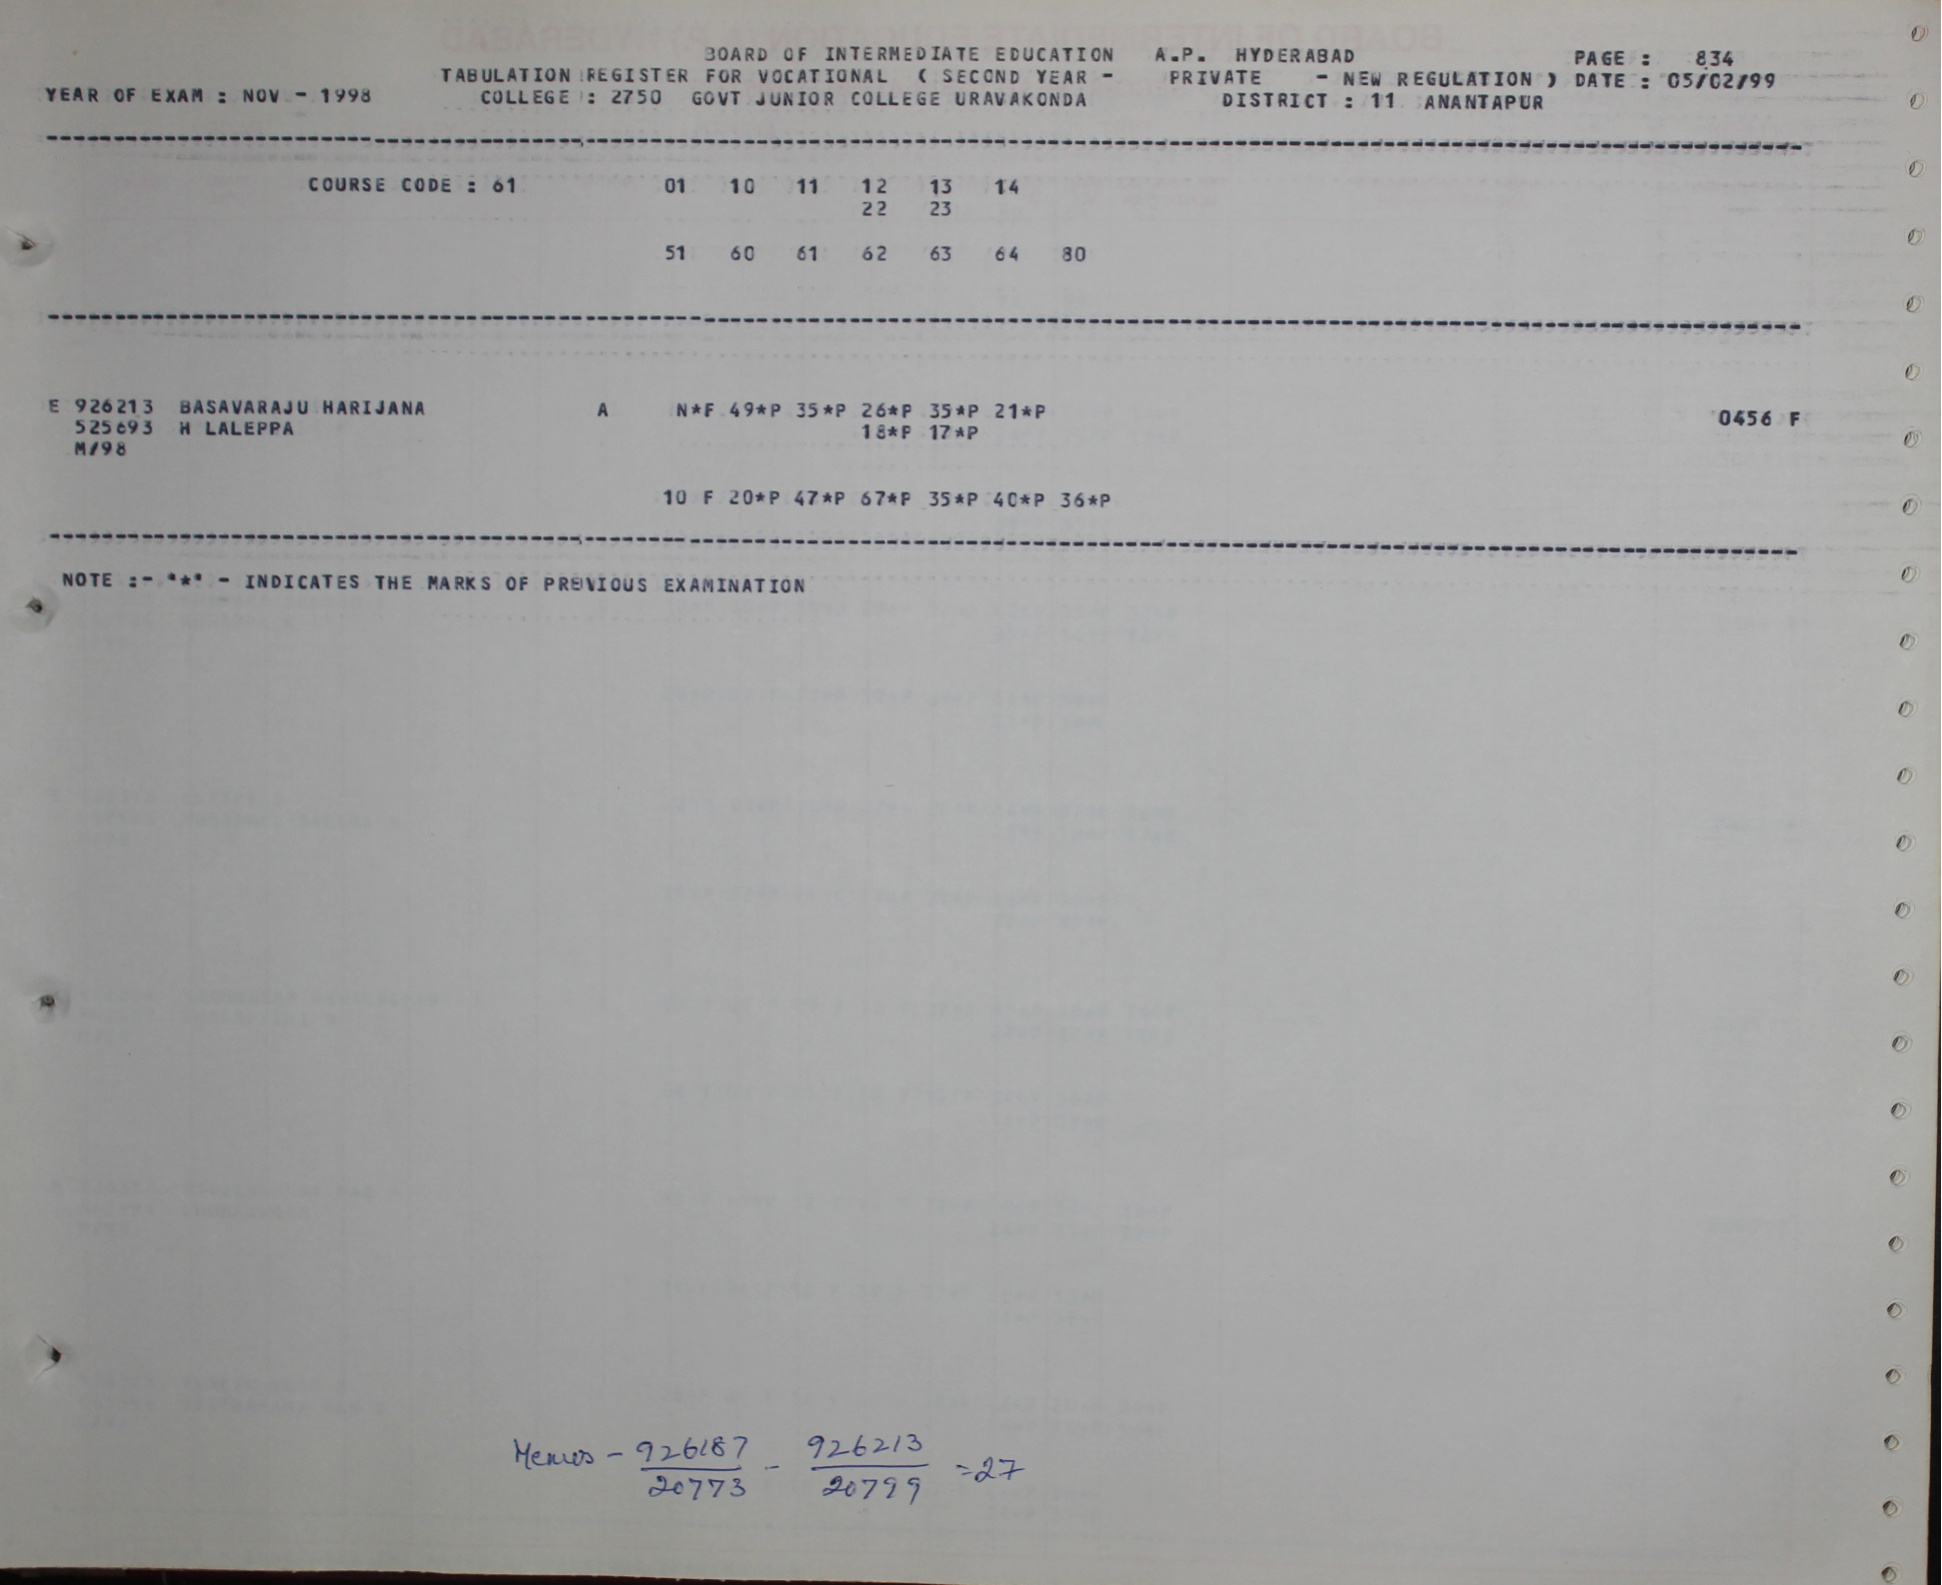 BOARD OF INTERMEDIATE EDUCATION A.P. HYDERABAD PAGE : 834
TABULATION REGISTER FOR VOCATIONAL ( SECOND YEAR - PRIVATE - NEW REGULATION ) DATE : 05/02/99
YEAR OF EXAM : NOV - 1998 COLLEGE : 2750 GOVT JUNIOR COLLEGE URAVAKONDA DISTRICT : 11 ANANTAPUR
COURSE CODE : 61 01 10 11 12 13 14
22 23
51 60 61 62 63 64 80
E 926213 BASAVARAJU HARIJANA A N*F 49*P 35*P 26*P 35*P 21*P 0456 F
525693 H LALEPPA 18*P 17*P
M/98
10 F 20*P 47*P 67*P 35*P 40*P 36*P
NOTE :- "*" - INDICATES THE MARKS OF PREVIOUS EXAMINATION
Memos - 926187 - 926213 = 27
20773 20799